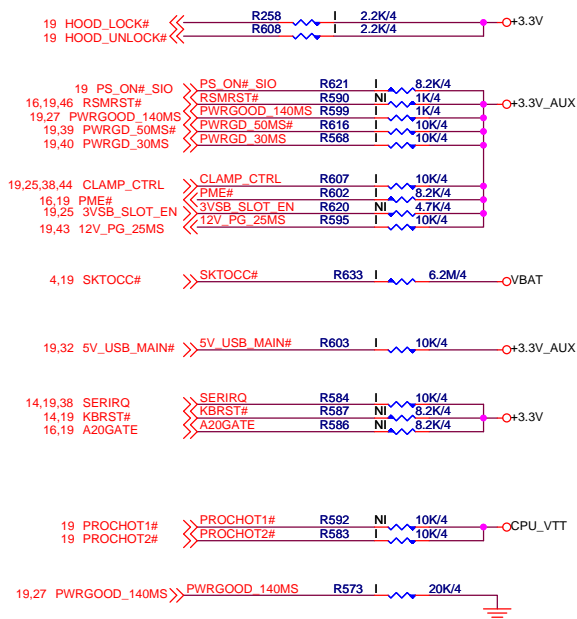 19 HOOD_LOCK# R258 I 2.2K/4 +3.3V
19 HOOD_UNLOCK# R608 I 2.2K/4
19 PS_ON#_SIO PS_ON#_SIO R621 I 8.2K/4
16,19,46 RSMRST# RSMRST# R590 NI 1K/4 +3.3V_AUX
19,27 PWRGOOD_140MS PWRGOOD_140MS R599 I 1K/4
19,39 PWRGD_50MS# PWRGD_50MS# R616 I 10K/4
19,40 PWRGD_30MS PWRGD_30MS R568 I 10K/4
19,25,38,44 CLAMP_CTRL CLAMP_CTRL R607 I 10K/4
16,19 PME# PME# R602 I 8.2K/4
19,25 3VSB_SLOT_EN 3VSB_SLOT_EN R620 NI 4.7K/4
19,43 12V_PG_25MS 12V_PG_25MS R595 I 10K/4
4,19 SKTOCC# SKTOCC# R633 I 6.2M/4 VBAT
19,32 5V_USB_MAIN# 5V_USB_MAIN# R603 I 10K/4 +3.3V_AUX
14,19,38 SERIRQ SERIRQ R584 I 10K/4
14,19 KBRST# KBRST# R587 NI 8.2K/4 +3.3V
16,19 A20GATE A20GATE R586 NI 8.2K/4
19 PROCHOT1# PROCHOT1# R592 NI 10K/4 CPU_VTT
19 PROCHOT2# PROCHOT2# R583 I 10K/4
19,27 PWRGOOD_140MS PWRGOOD_140MS R573 I 20K/4